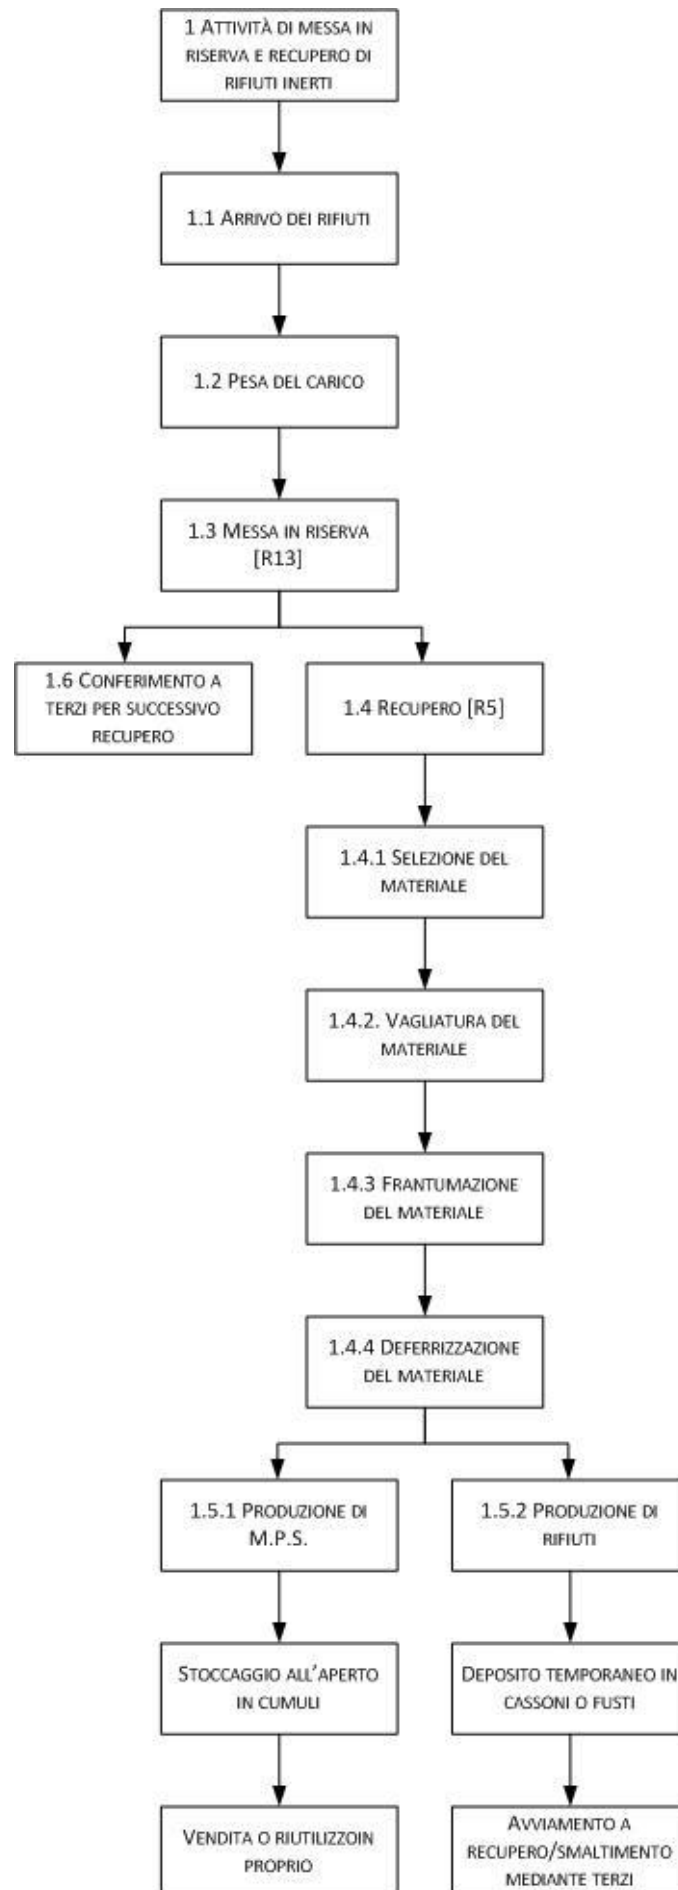 1 Attività di messa in
riserva e recupero di
rifiuti inerti
1.1 Arrivo dei rifiuti
1.2 Pesa del carico
1.3 Messa in riserva
[R13]
1.6 Conferimento a
terzi per successivo
recupero
1.4 Recupero [R5]
1.4.1 Selezione del
materiale
1.4.2. Vagliatura del
materiale
1.4.3 Frantumazione
del materiale
1.4.4 Deferrizzazione
del materiale
1.5.1 Produzione di
M.P.S.
1.5.2 Produzione di
rifiuti
Stoccaggio all'aperto
in cumuli
Deposito temporaneo in
cassoni o fusti
Vendita o riutilizzoin
proprio
Avviamento a
recupero/smaltimento
mediante terzi